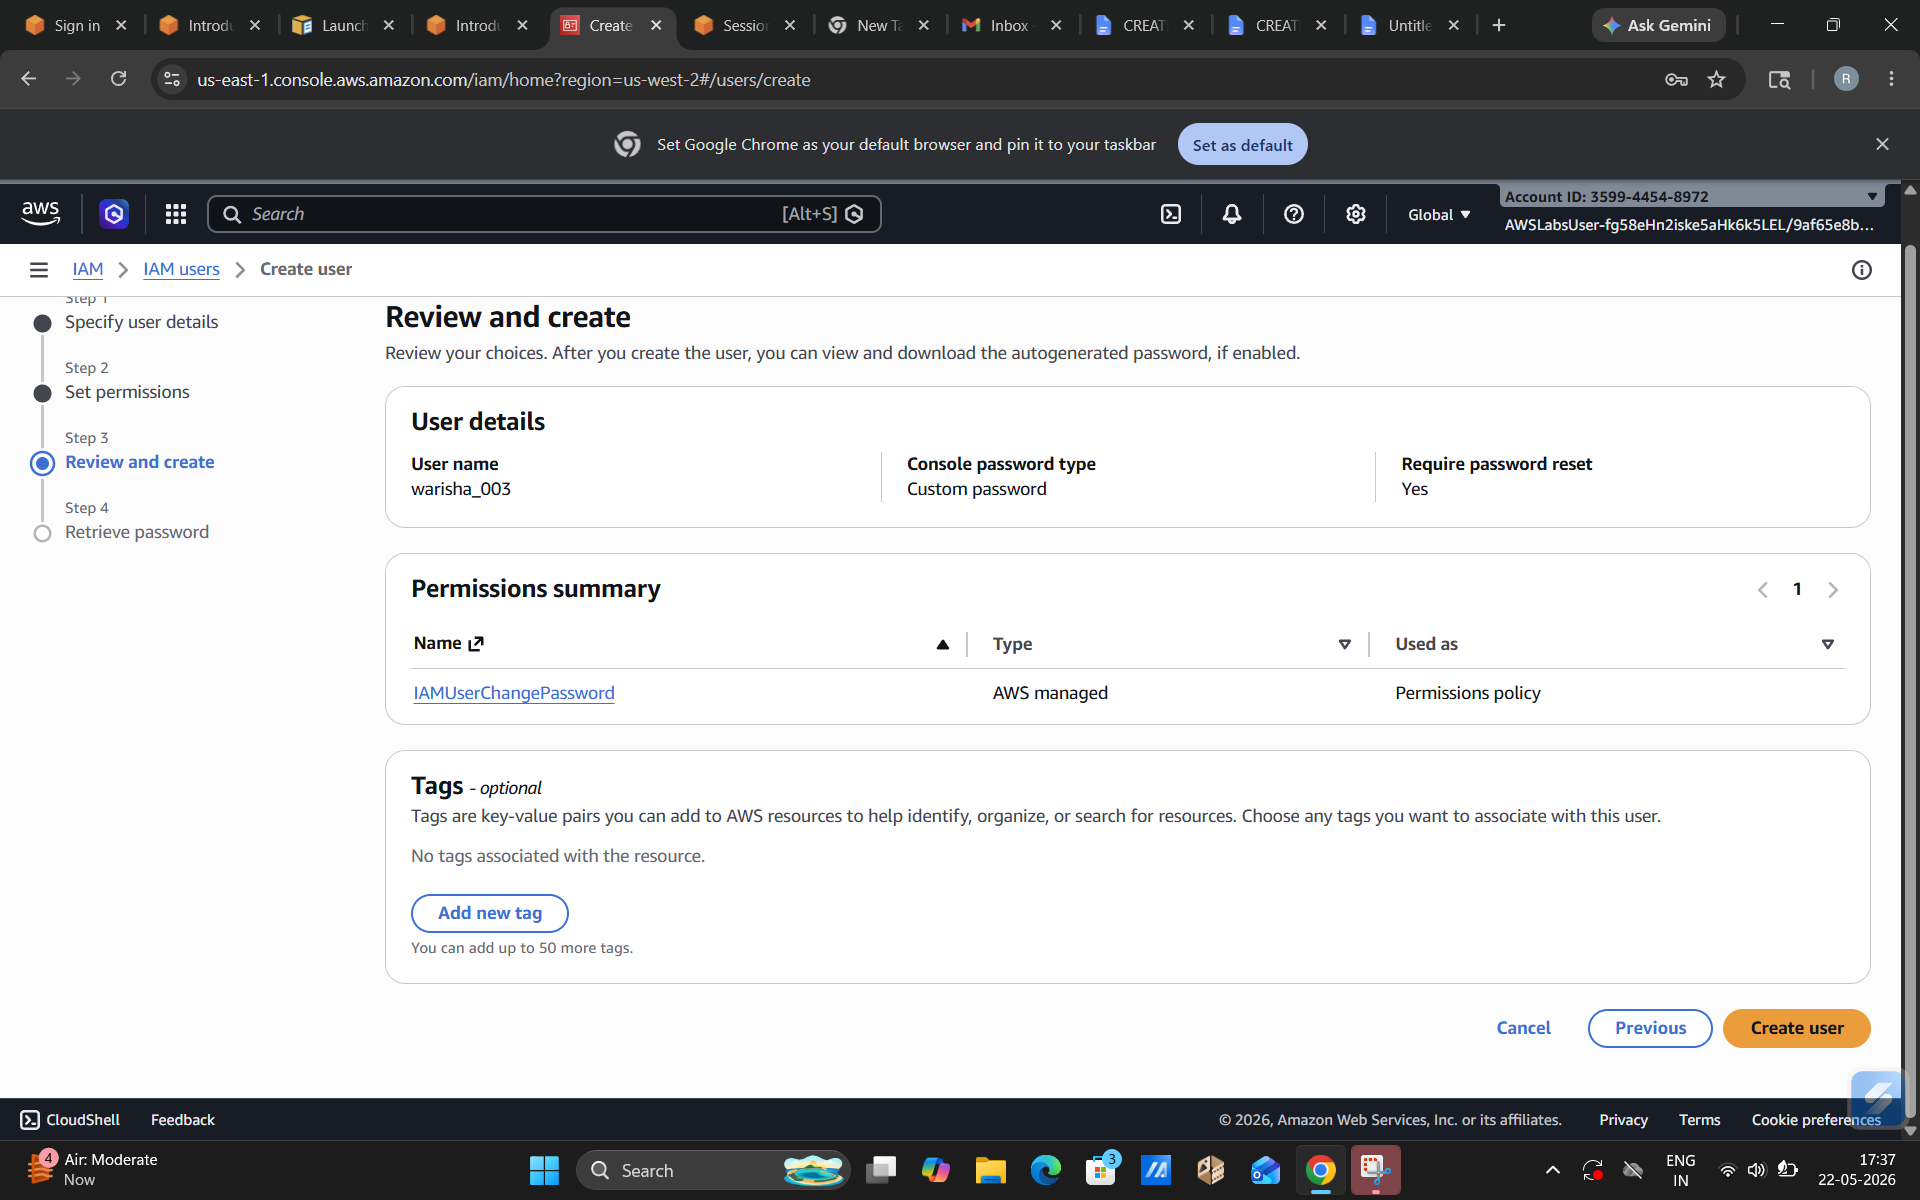 Sign in
Introdu
Launch
Introdu
Create
Session
New Ta
Inbox
CREAT
CREAT
Untitle
Ask Gemini
us-east-1.console.aws.amazon.com/iam/home?region=us-west-2#/users/create
R
Set Google Chrome as your default browser and pin it to your taskbar
Set as default
aws
Search
[Alt+S]
Global
Account ID: 3599-4454-8972
AWSLabsUser-fg58eHn2iske5aHk6k5LEL/9af65e8b...
IAM
IAM users
Create user
Step 1
Specify user details
Step 2
Set permissions
Step 3
Review and create
Step 4
Retrieve password
Review and create
Review your choices. After you create the user, you can view and download the autogenerated password, if enabled.
User details
User name
warisha_003
Console password type
Custom password
Require password reset
Yes
Permissions summary
1
Name
Type
Used as
IAMUserChangePassword
AWS managed
Permissions policy
Tags - optional
Tags are key-value pairs you can add to AWS resources to help identify, organize, or search for resources. Choose any tags you want to associate with this user.
No tags associated with the resource.
Add new tag
You can add up to 50 more tags.
Cancel
Previous
Create user
CloudShell
Feedback
© 2026, Amazon Web Services, Inc. or its affiliates.
Privacy
Terms
Cookie preferences
4
Air: Moderate
Now
Search
3
ENG
IN
17:37
22-05-2026